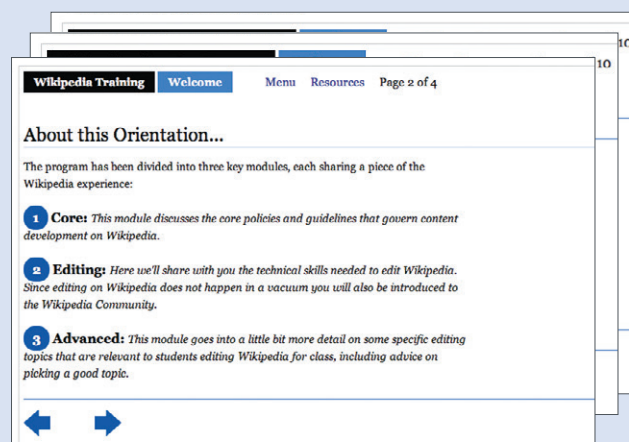 Wikipedia Training Welcome Menu Resources Page 2 of 4
About this Orientation...
The program has been divided into three key modules, each sharing a piece of the
Wikipedia experience:
1 Core: This module discusses the core policies and guidelines that govern content
development on Wikipedia.
2 Editing: Here we'll share with you the technical skills needed to edit Wikipedia.
Since editing on Wikipedia does not happen in a vacuum you will also be introduced to
the Wikipedia Community.
3 Advanced: This module goes into a little bit more detail on some specific editing
topics that are relevant to students editing Wikipedia for class, including advice on
picking a good topic.
10
10
10